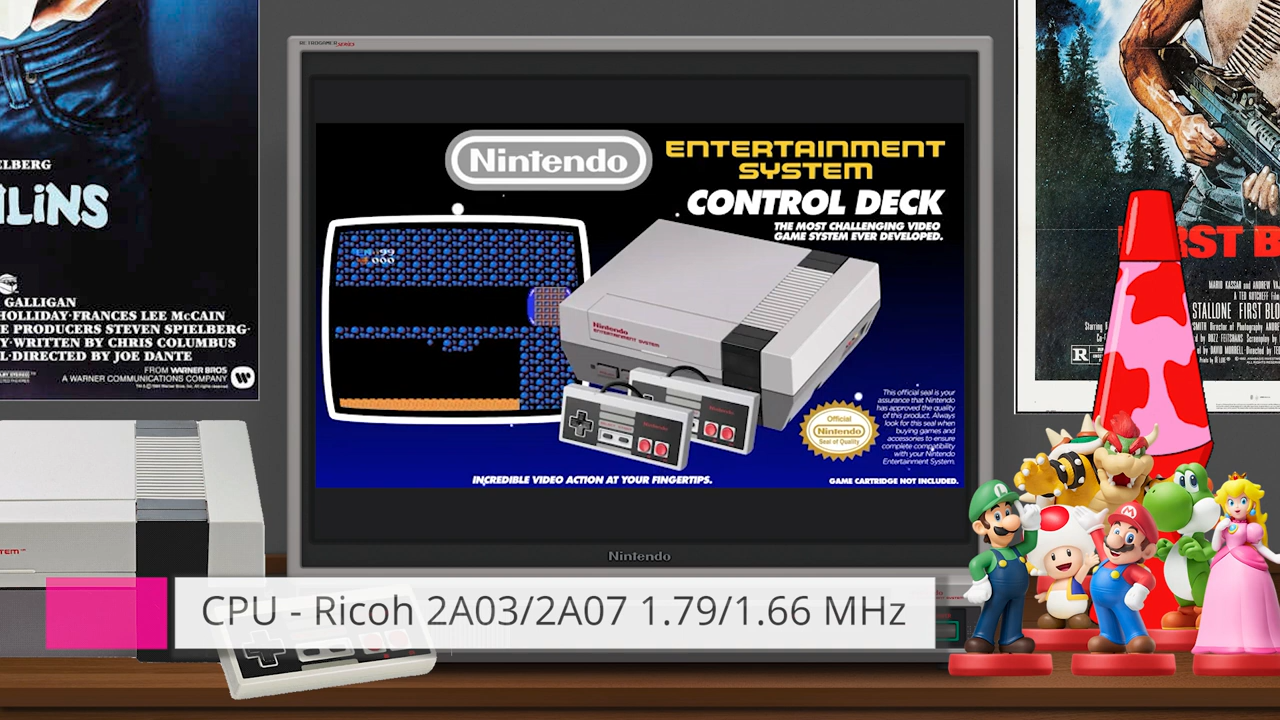 ELBERG
LiNS
GALLIGAN
HOLLIDAY·FRANCES LEE McCAIN
E PRODUCERS STEVEN SPIELBERG·
Y·WRITTEN BY CHRIS COLUMBUS
L·DIRECTED BY JOE DANTE
FROM WARNER BROS
A WARNER COMMUNICATIONS COMPANY
Nintendo
ENTERTAINMENT
SYSTEM
CONTROL DECK
THE MOST CHALLENGING VIDEO
GAME SYSTEM EVER DEVELOPED.
Nintendo
ENTERTAINMENT SYSTEM
This official seal is your
assurance that Nintendo
has approved the quality
of this product. Always
look for this seal when
buying games and
accessories to ensure
complete compatibility
with your Nintendo
Entertainment System.
Official
Nintendo
Seal of Quality
INCREDIBLE VIDEO ACTION AT YOUR FINGERTIPS.
GAME CARTRIDGE NOT INCLUDED.
Nintendo
RST B
STALLONE FIRST BLO
R
CPU - Ricoh 2A03/2A07 1.79/1.66 MHz